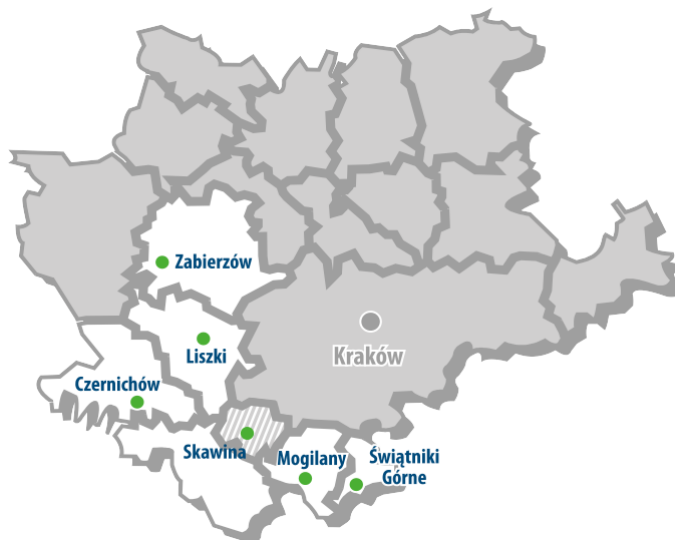 Zabierzów
Kraków
Liszki
Czernichów
Skawina
Mogilany
Świątniki
Górne